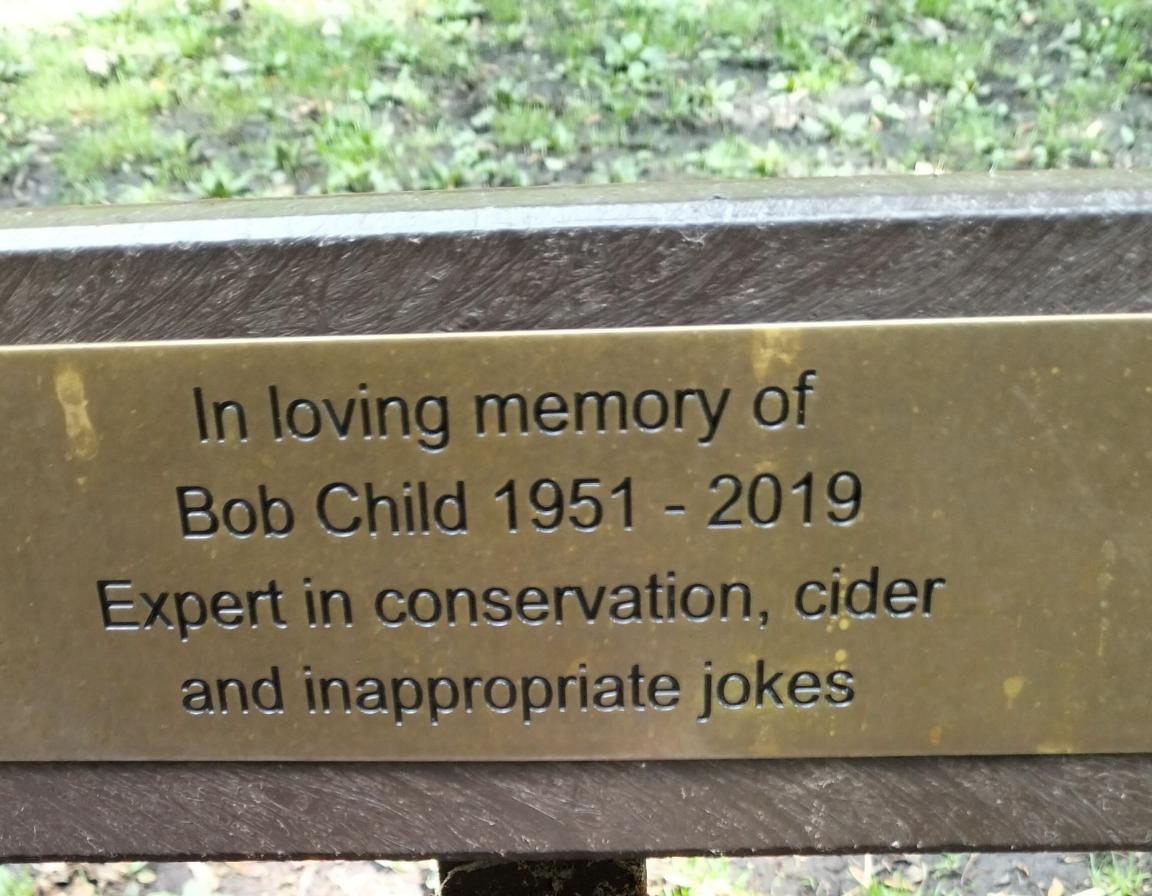 In loving memory of
Bob Child 1951 - 2019
Expert in conservation, cider
and inappropriate jokes